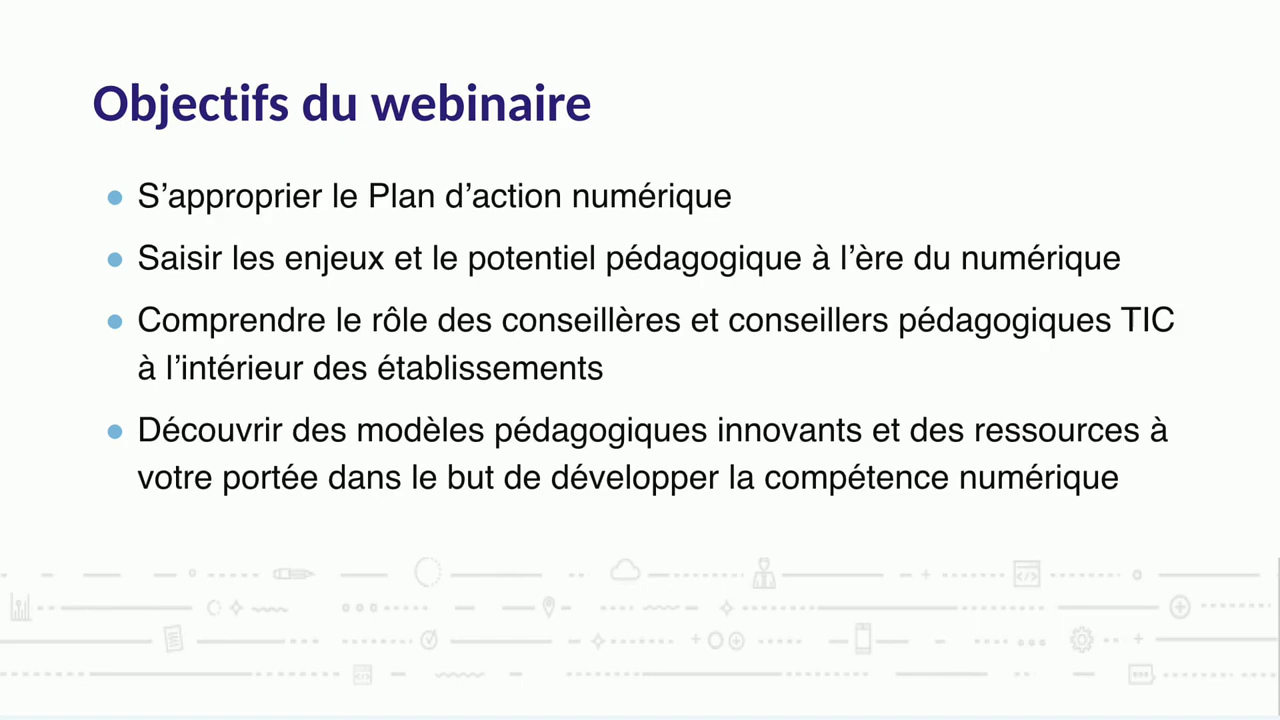 Objectifs du webinaire
S’approprier le Plan d’action numérique
Saisir les enjeux et le potentiel pédagogique à l’ère du numérique
Comprendre le rôle des conseillères et conseillers pédagogiques TIC
à l’intérieur des établissements
Découvrir des modèles pédagogiques innovants et des ressources à
votre portée dans le but de développer la compétence numérique